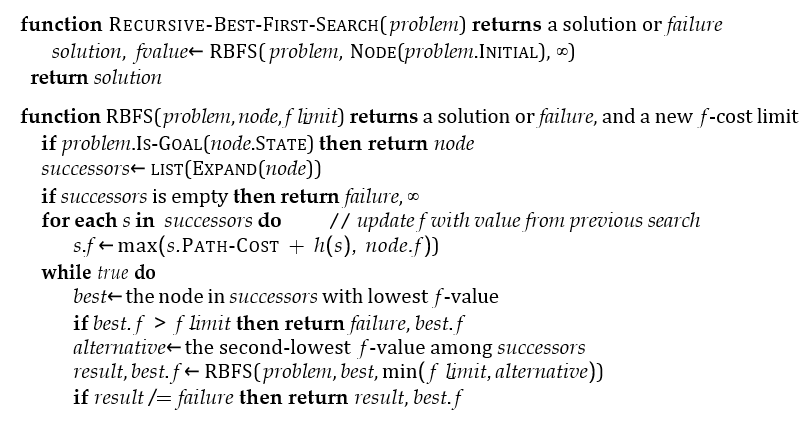 function RECURSIVE-BEST-FIRST-SEARCH(problem) returns a solution or failure
solution, fvalue← RBFS( problem, NODE(problem.INITIAL), ∞)
return solution
function RBFS(problem, node, f limit) returns a solution or failure, and a new f-cost limit
if problem.IS-GOAL(node.STATE) then return node
successors← LIST(EXPAND(node))
if successors is empty then return failure, ∞
for each s in successors do // update f with value from previous search
s.f ← max(s.PATH-COST + h(s), node.f))
while true do
best← the node in successors with lowest f-value
if best. f > f limit then return failure, best.f
alternative← the second-lowest f-value among successors
result, best.f ← RBFS(problem, best, min( f limit, alternative))
if result /= failure then return result, best.f